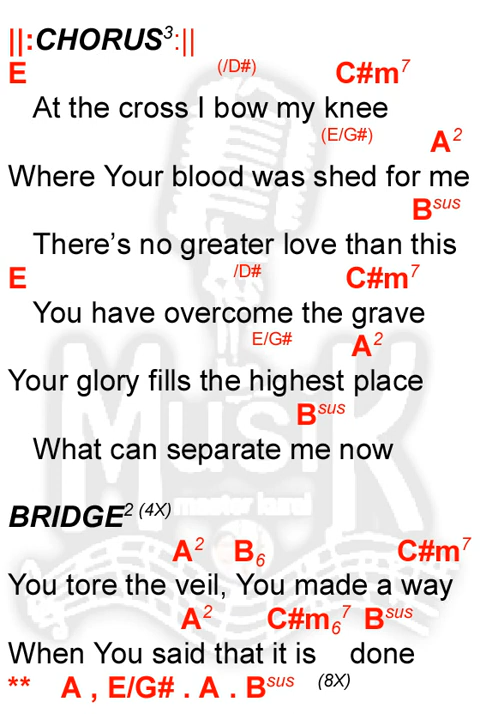 ||:CHORUS³:||
E (/D#) C#m⁷
At the cross I bow my knee
(E/G#) A²
Where Your blood was shed for me
Bˢᵘˢ
There’s no greater love than this
E /D# C#m⁷
You have overcome the grave
E/G# A²
Your glory fills the highest place
Bˢᵘˢ
What can separate me now
MusiK
master lazrei
BRIDGE² (4X)
A² B₆ C#m⁷
You tore the veil, You made a way
A² C#m₆⁷ Bˢᵘˢ
When You said that it is done
** A , E/G# . A . Bˢᵘˢ (8X)